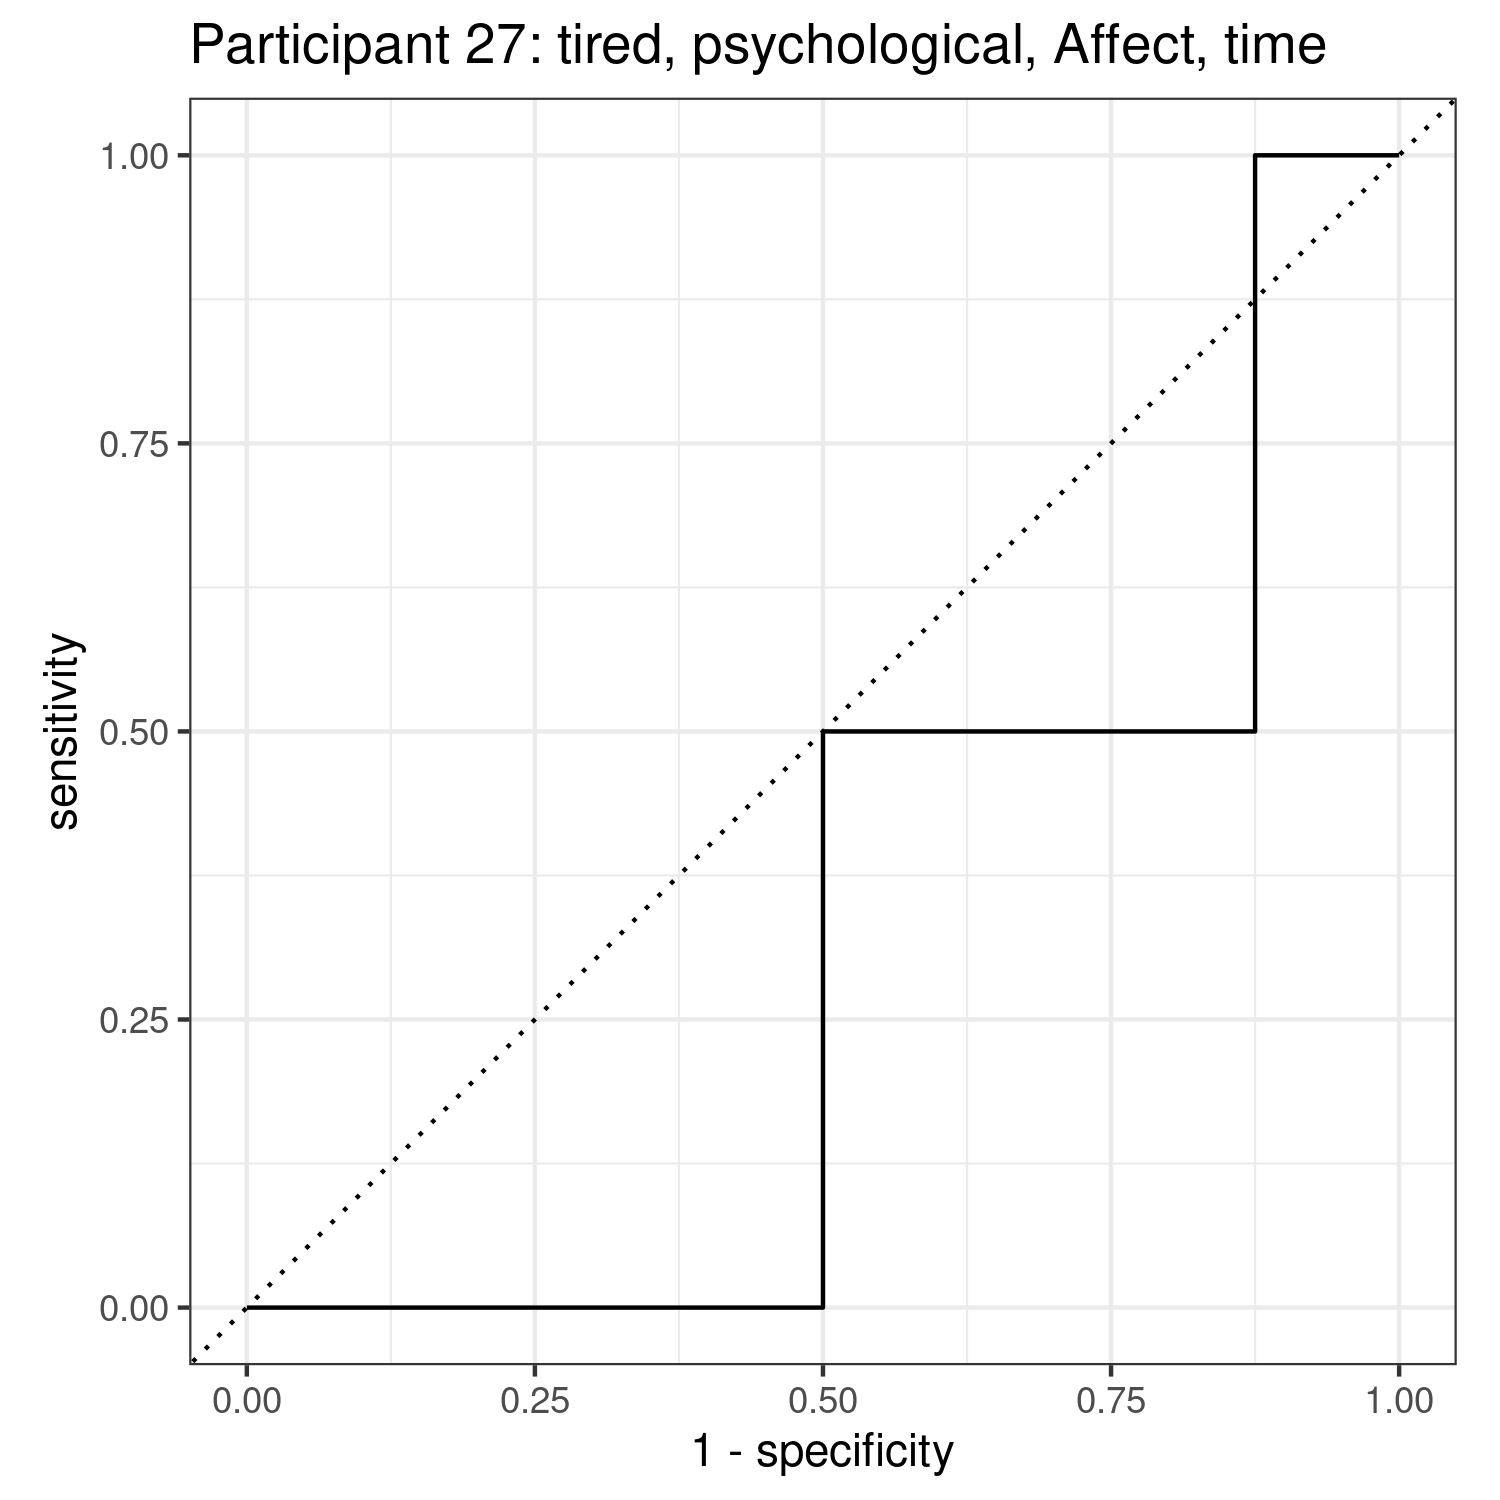 Participant 27: tired, psychological, Affect, time
1.00
0.75
0.50
0.25
0.00
sensitivity
0.00 0.25 0.50 0.75 1.00
1 - specificity